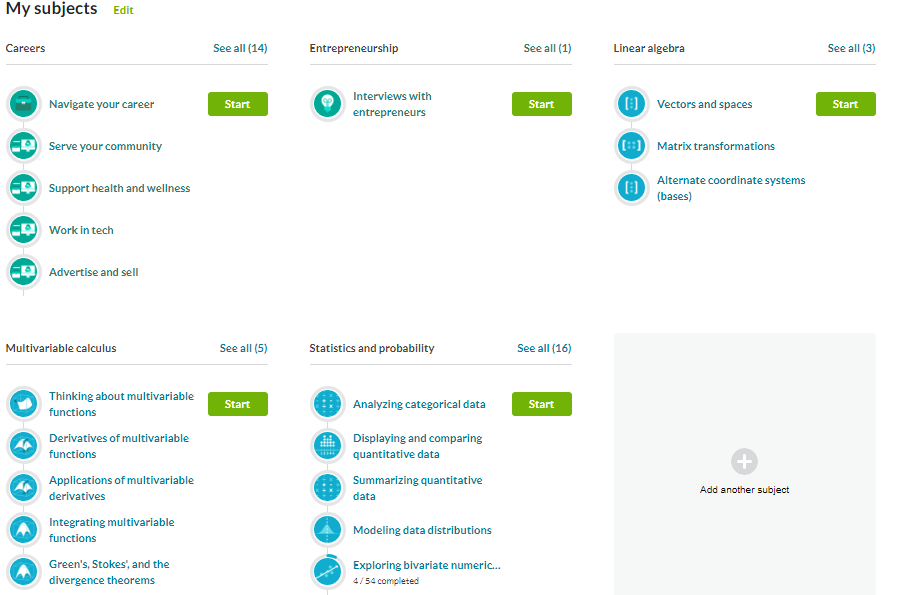 My subjects Edit
Careers See all (14)
Navigate your career Start
Serve your community
Support health and wellness
Work in tech
Advertise and sell
Entrepreneurship See all (1)
Interviews with
entrepreneurs
Start
Linear algebra See all (3)
Vectors and spaces Start
Matrix transformations
Alternate coordinate systems
(bases)
Multivariable calculus See all (5)
Thinking about multivariable
functions
Start
Derivatives of multivariable
functions
Applications of multivariable
derivatives
Integrating multivariable
functions
Green's, Stokes', and the
divergence theorems
Statistics and probability See all (16)
Analyzing categorical data Start
Displaying and comparing
quantitative data
Summarizing quantitative
data
Modeling data distributions
Exploring bivariate numeric...
4 / 54 completed
Add another subject